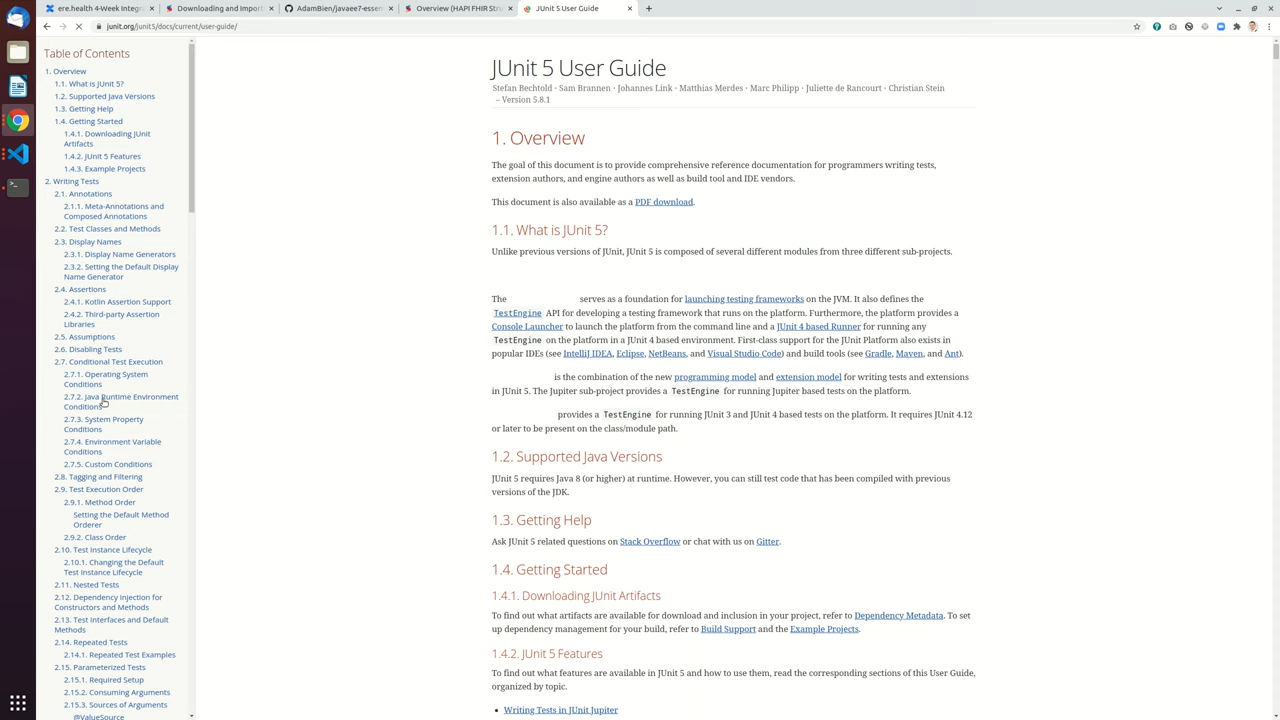 ere.health 4-Week Integr
Downloading and Import
AdamBien/javaee7-essen
Overview (HAPI FHIR Stru
JUnit 5 User Guide
junit.org/junit5/docs/current/user-guide/
Table of Contents
1. Overview
1.1. What is JUnit 5?
1.2. Supported Java Versions
1.3. Getting Help
1.4. Getting Started
1.4.1. Downloading JUnit
Artifacts
1.4.2. JUnit 5 Features
1.4.3. Example Projects
2. Writing Tests
2.1. Annotations
2.1.1. Meta-Annotations and
Composed Annotations
2.2. Test Classes and Methods
2.3. Display Names
2.3.1. Display Name Generators
2.3.2. Setting the Default Display
Name Generator
2.4. Assertions
2.4.1. Kotlin Assertion Support
2.4.2. Third-party Assertion
Libraries
2.5. Assumptions
2.6. Disabling Tests
2.7. Conditional Test Execution
2.7.1. Operating System
Conditions
2.7.2. Java Runtime Environment
Conditions
2.7.3. System Property
Conditions
2.7.4. Environment Variable
Conditions
2.7.5. Custom Conditions
2.8. Tagging and Filtering
2.9. Test Execution Order
2.9.1. Method Order
Setting the Default Method
Orderer
2.9.2. Class Order
2.10. Test Instance Lifecycle
2.10.1. Changing the Default
Test Instance Lifecycle
2.11. Nested Tests
2.12. Dependency Injection for
Constructors and Methods
2.13. Test Interfaces and Default
Methods
2.14. Repeated Tests
2.14.1. Repeated Test Examples
2.15. Parameterized Tests
2.15.1. Required Setup
2.15.2. Consuming Arguments
2.15.3. Sources of Arguments
@ValueSource
JUnit 5 User Guide
Stefan Bechtold · Sam Brannen · Johannes Link · Matthias Merdes · Marc Philipp · Juliette de Rancourt · Christian Stein
– Version 5.8.1
1. Overview
The goal of this document is to provide comprehensive reference documentation for programmers writing tests,
extension authors, and engine authors as well as build tool and IDE vendors.
This document is also available as a PDF download.
1.1. What is JUnit 5?
Unlike previous versions of JUnit, JUnit 5 is composed of several different modules from three different sub-projects.
The serves as a foundation for launching testing frameworks on the JVM. It also defines the
TestEngine API for developing a testing framework that runs on the platform. Furthermore, the platform provides a
Console Launcher to launch the platform from the command line and a JUnit 4 based Runner for running any
TestEngine on the platform in a JUnit 4 based environment. First-class support for the JUnit Platform also exists in
popular IDEs (see IntelliJ IDEA, Eclipse, NetBeans, and Visual Studio Code) and build tools (see Gradle, Maven, and Ant).
is the combination of the new programming model and extension model for writing tests and extensions
in JUnit 5. The Jupiter sub-project provides a TestEngine for running Jupiter based tests on the platform.
provides a TestEngine for running JUnit 3 and JUnit 4 based tests on the platform. It requires JUnit 4.12
or later to be present on the class/module path.
1.2. Supported Java Versions
JUnit 5 requires Java 8 (or higher) at runtime. However, you can still test code that has been compiled with previous
versions of the JDK.
1.3. Getting Help
Ask JUnit 5 related questions on Stack Overflow or chat with us on Gitter.
1.4. Getting Started
1.4.1. Downloading JUnit Artifacts
To find out what artifacts are available for download and inclusion in your project, refer to Dependency Metadata. To set
up dependency management for your build, refer to Build Support and the Example Projects.
1.4.2. JUnit 5 Features
To find out what features are available in JUnit 5 and how to use them, read the corresponding sections of this User Guide,
organized by topic.
• Writing Tests in JUnit Jupiter